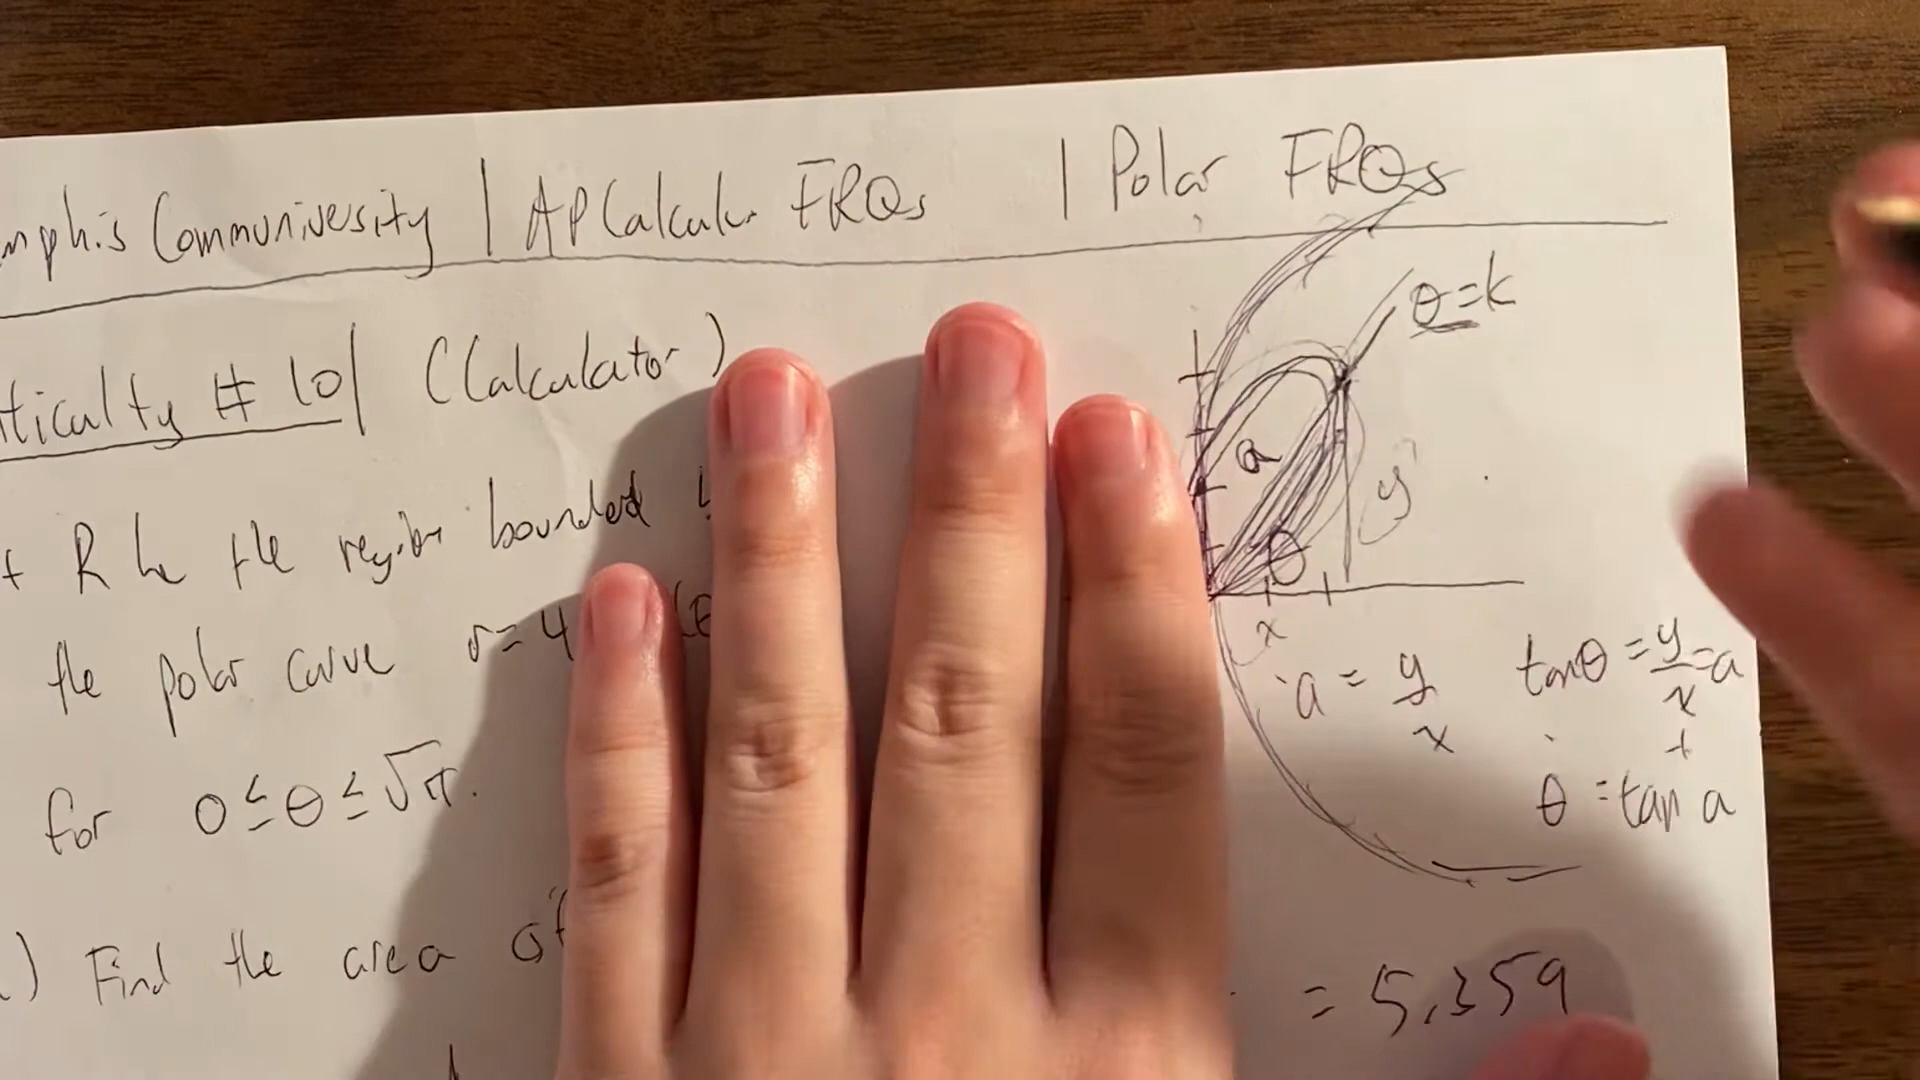 Communiversity | AP Calculus FRQs | Polar FRQs
# 10 | (Calculator)
θ=k
R be the region bounded
a
y
θ
the polar curve r=4
x
a = y/x tanθ = y/x = a
for 0≤θ≤√π.
θ = tan a
) Find the area of
= 5.359